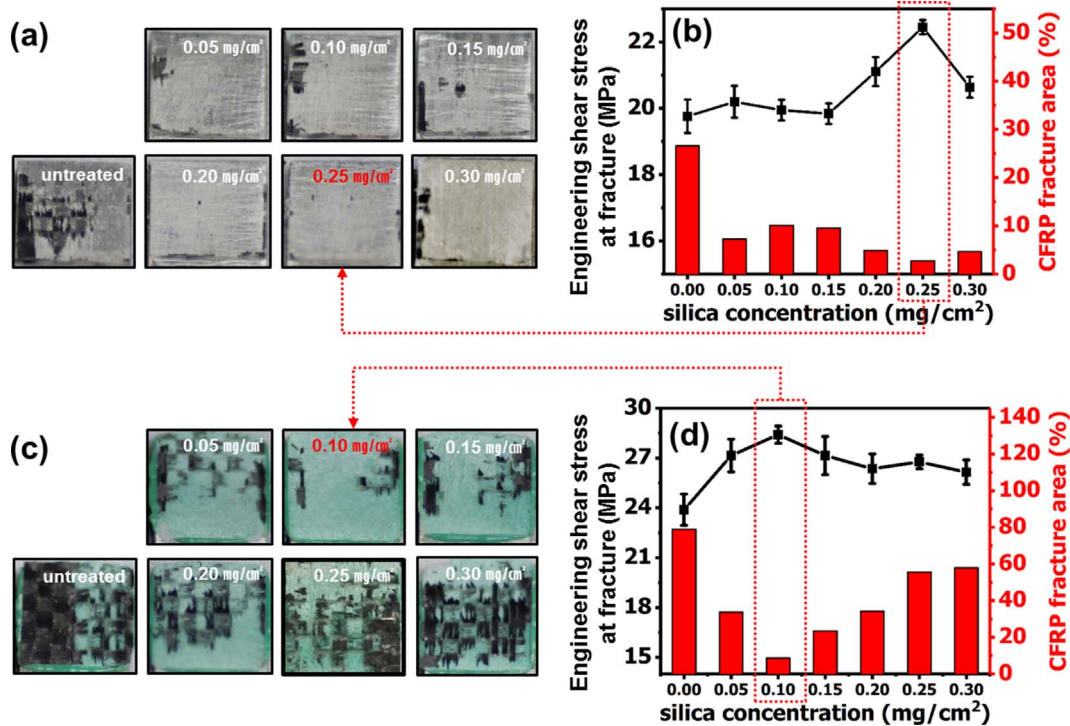 (a)
0.05 mg/cm²
0.10 mg/cm²
0.15 mg/cm²
untreated
0.20 mg/cm²
0.25 mg/cm²
0.30 mg/cm²
(b)
Engineering shear stress
at fracture (MPa)
22
20
18
16
50
40
30
20
10
0
CFRP fracture area (%)
0.00 0.05 0.10 0.15 0.20 0.25 0.30
silica concentration (mg/cm²)
(c)
0.05 mg/cm²
0.10 mg/cm²
0.15 mg/cm²
untreated
0.20 mg/cm²
0.25 mg/cm²
0.30 mg/cm²
(d)
Engineering shear stress
at fracture (MPa)
30
27
24
21
18
15
140
120
100
80
60
40
20
0
CFRP fracture area (%)
0.00 0.05 0.10 0.15 0.20 0.25 0.30
silica concentration (mg/cm²)